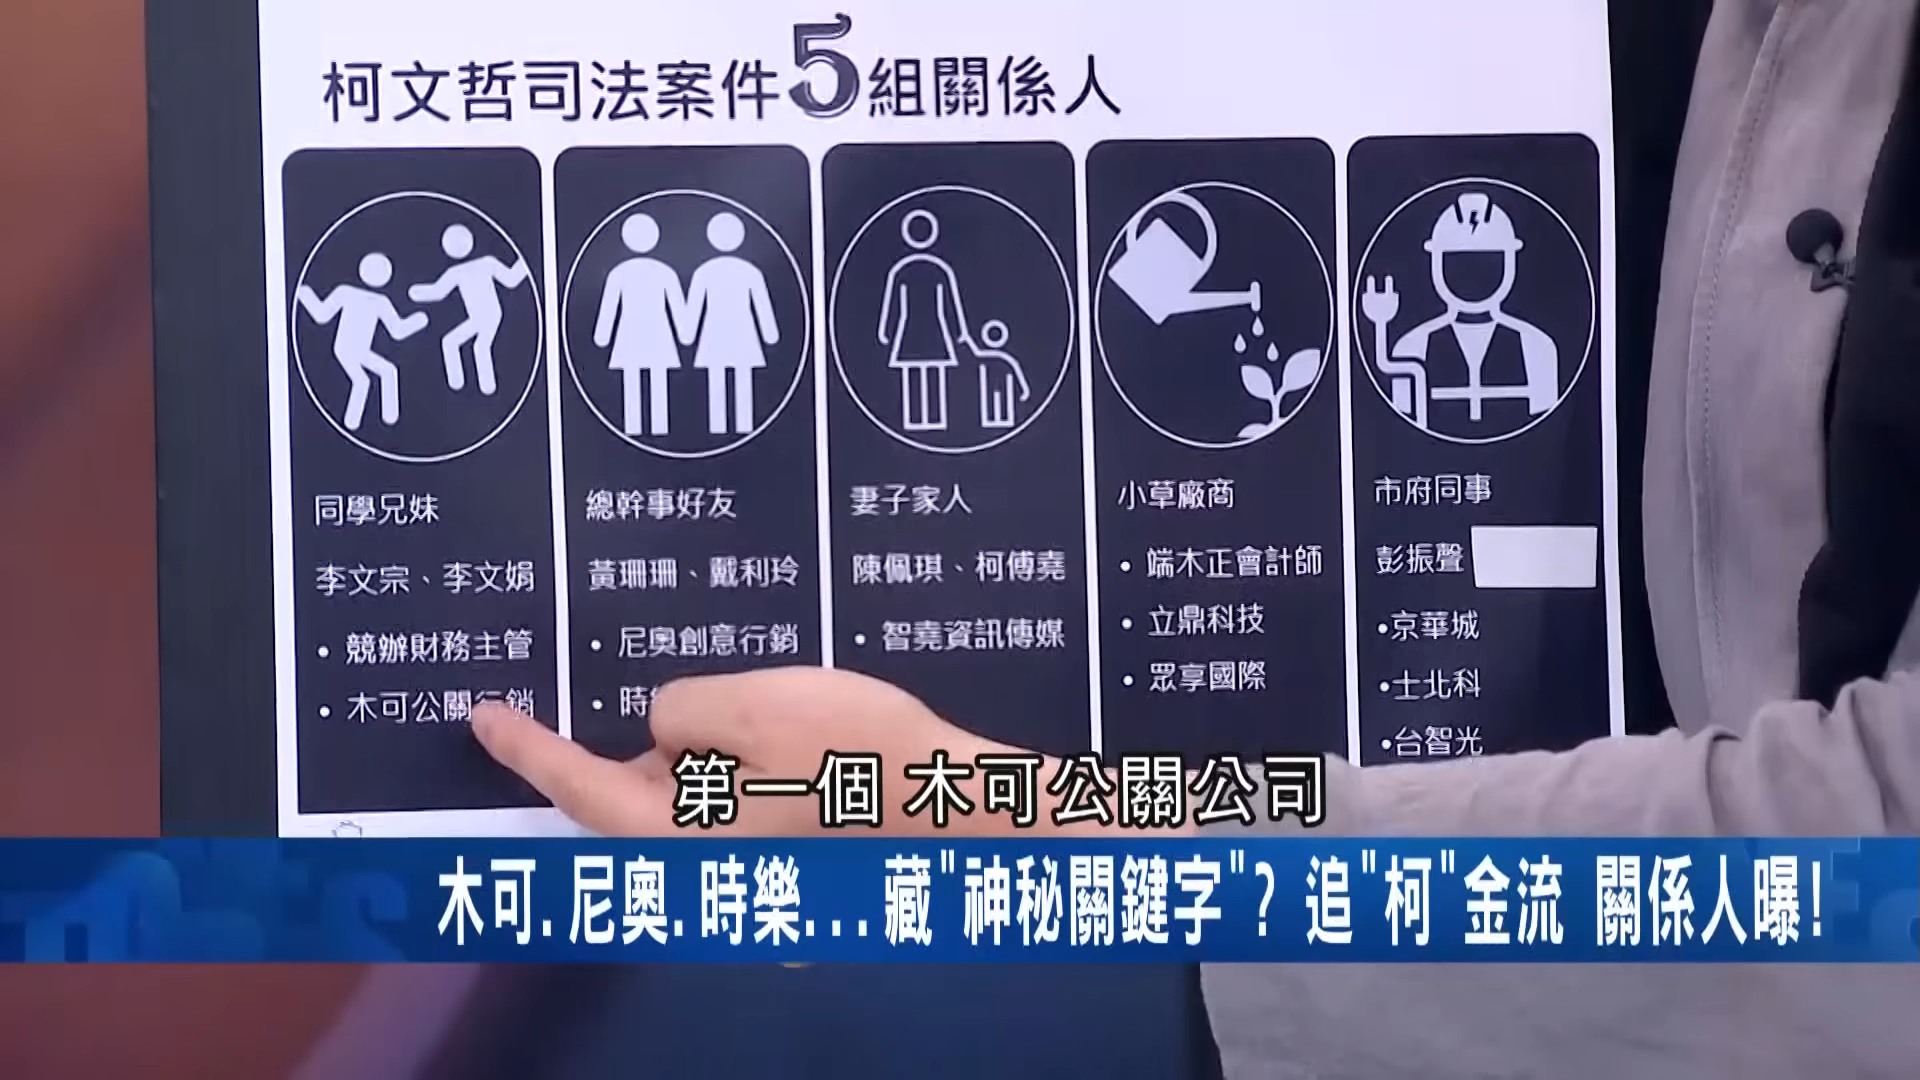 柯文哲司法案件5組關係人
同學兄妹
李文宗、李文娟
• 競辦財務主管
• 木可公關行銷
總幹事好友
黃珊珊、戴利玲
• 尼奧創意行銷
• 時
妻子家人
陳佩琪、柯傅堯
• 智堯資訊傳媒
小草廠商
• 端木正會計師
• 立鼎科技
• 眾享國際
市府同事
彭振聲
•京華城
•士北科
•台智光
第一個 木可公關公司
木可.尼奧.時樂...藏"神秘關鍵字"? 追"柯"金流 關係人曝!